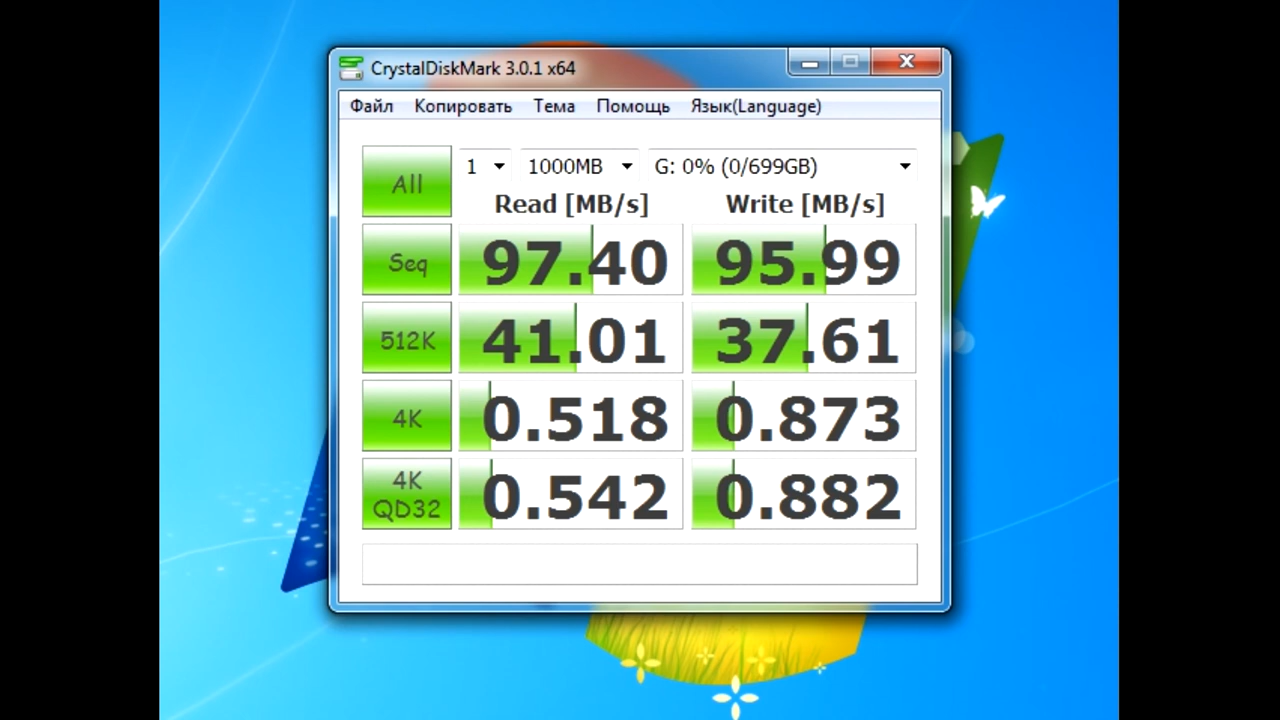 CrystalDiskMark 3.0.1 x64
Файл Копировать Тема Помощь Язык(Language)
All 1 1000MB G: 0% (0/699GB)
Read [MB/s] Write [MB/s]
Seq 97.40 95.99
512K 41.01 37.61
4K 0.518 0.873
4K
QD32 0.542 0.882